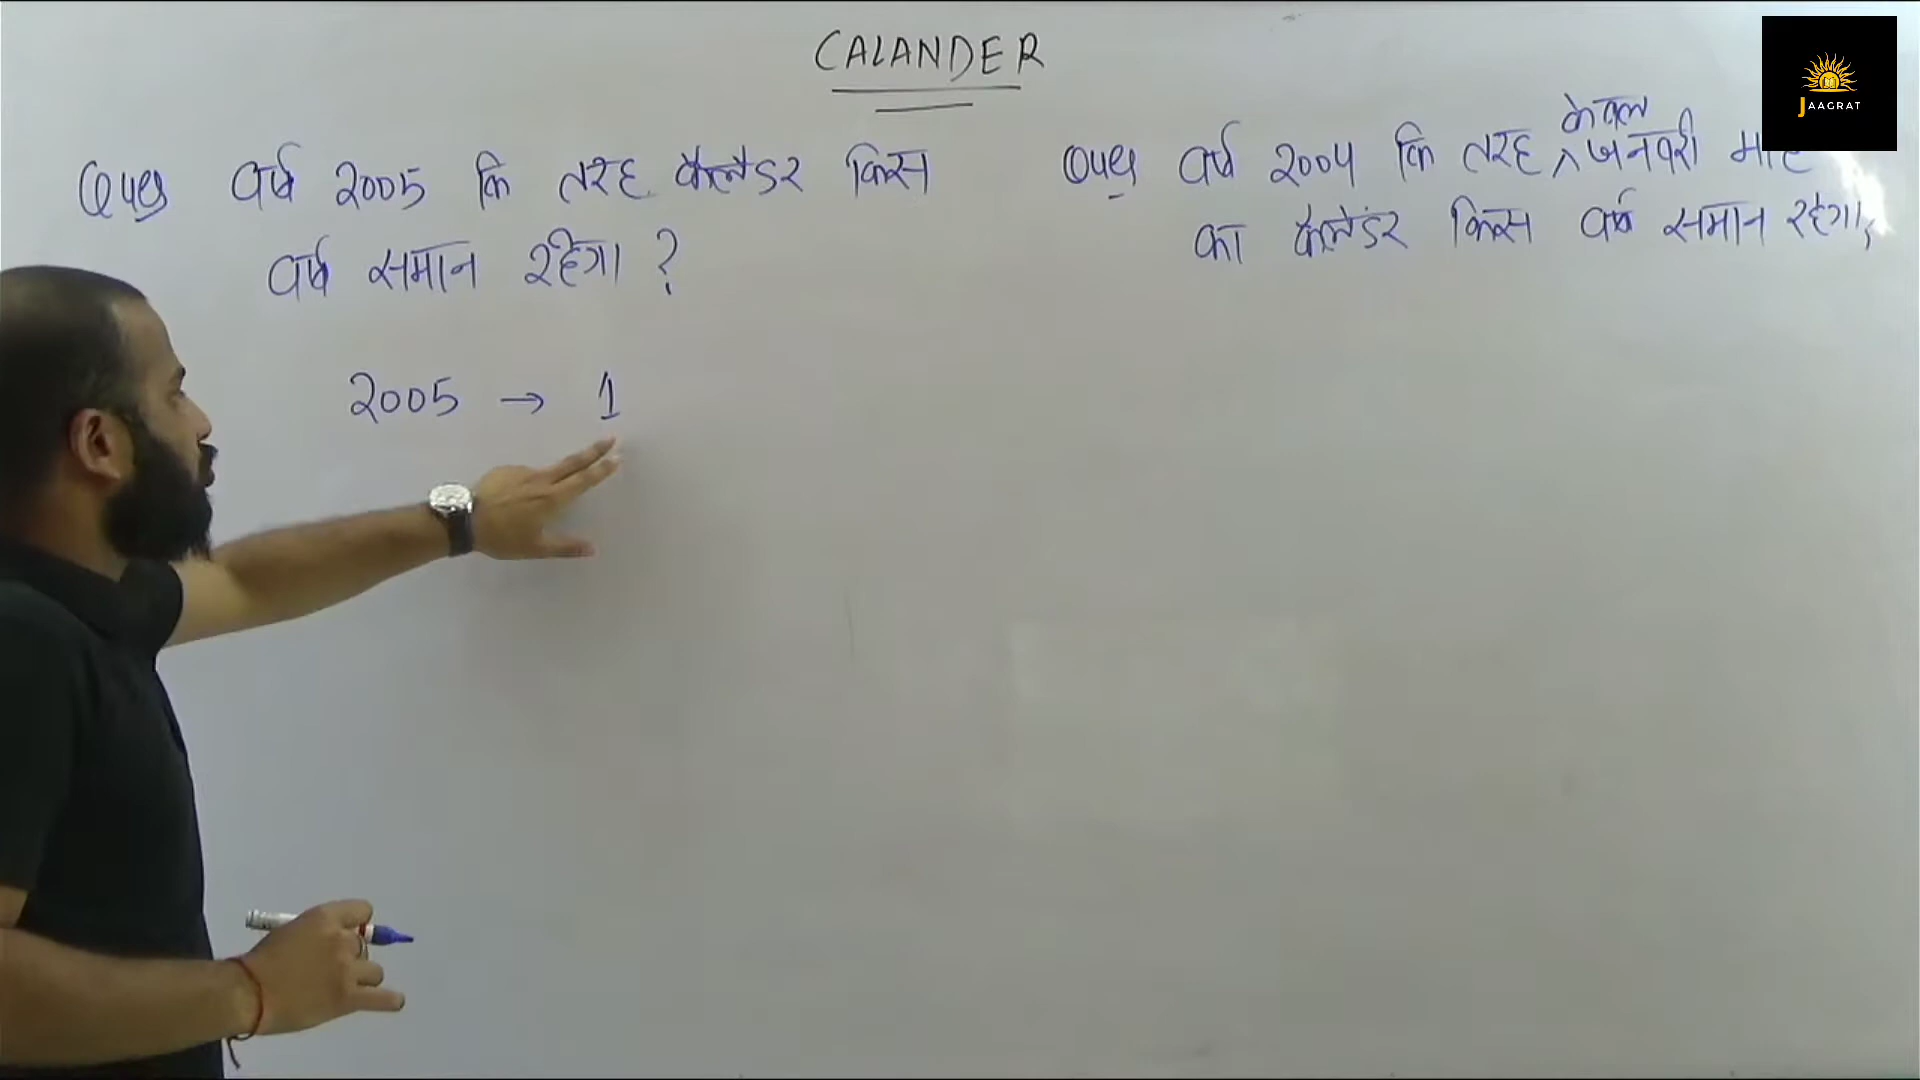 CALANDER
JAAGRAT
Ques वर्ष 2005 कि तरह कैलेंडर किस
वर्ष समान रहेगा ?
2005 → 1
Ques वर्ष 2004 कि तरह केवल जनवरी माह
का कैलेंडर किस वर्ष समान रहेगा,